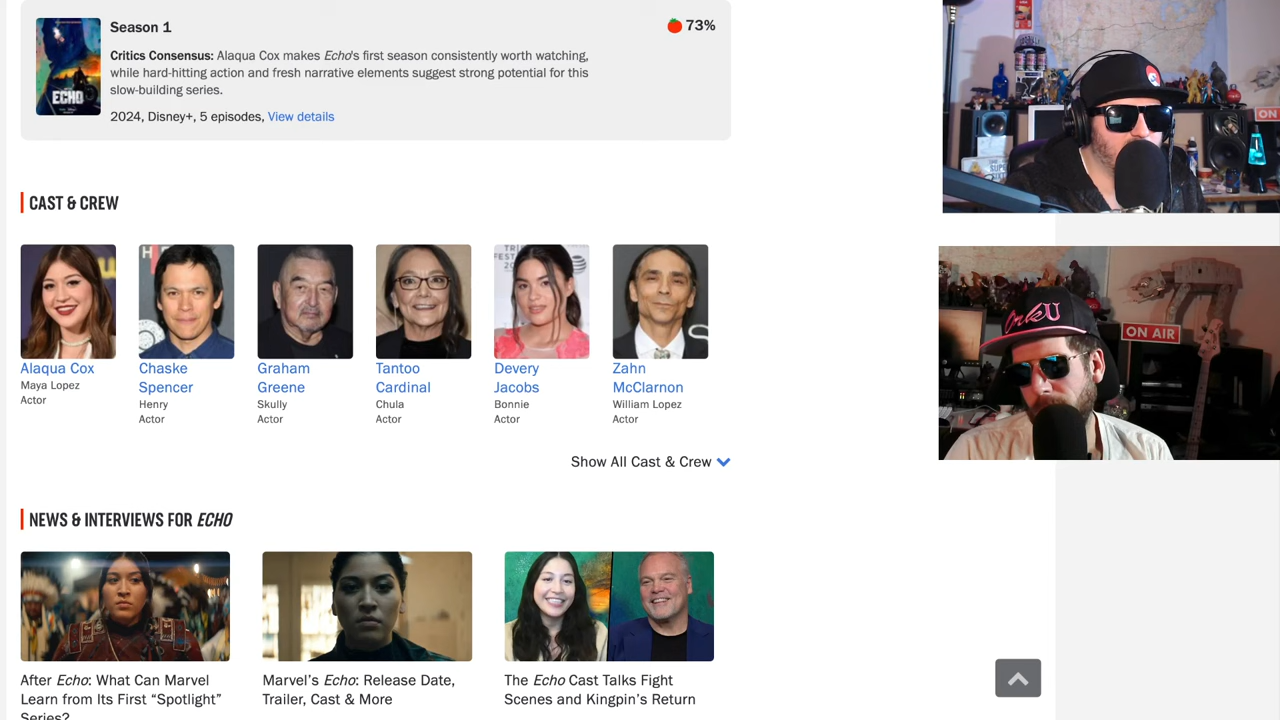 Season 1
73%
Critics Consensus: Alaqua Cox makes Echo's first season consistently worth watching,
while hard-hitting action and fresh narrative elements suggest strong potential for this
slow-building series.
2024, Disney+, 5 episodes, View details
ECHO
CAST & CREW
Alaqua Cox
Maya Lopez
Actor
Chaske
Spencer
Henry
Actor
Graham
Greene
Skully
Actor
Tantoo
Cardinal
Chula
Actor
Devery
Jacobs
Bonnie
Actor
Zahn
McClarnon
William Lopez
Actor
Show All Cast & Crew
NEWS & INTERVIEWS FOR ECHO
After Echo: What Can Marvel
Learn from Its First “Spotlight”
Series?
Marvel’s Echo: Release Date,
Trailer, Cast & More
The Echo Cast Talks Fight
Scenes and Kingpin’s Return
ON
ON AIR